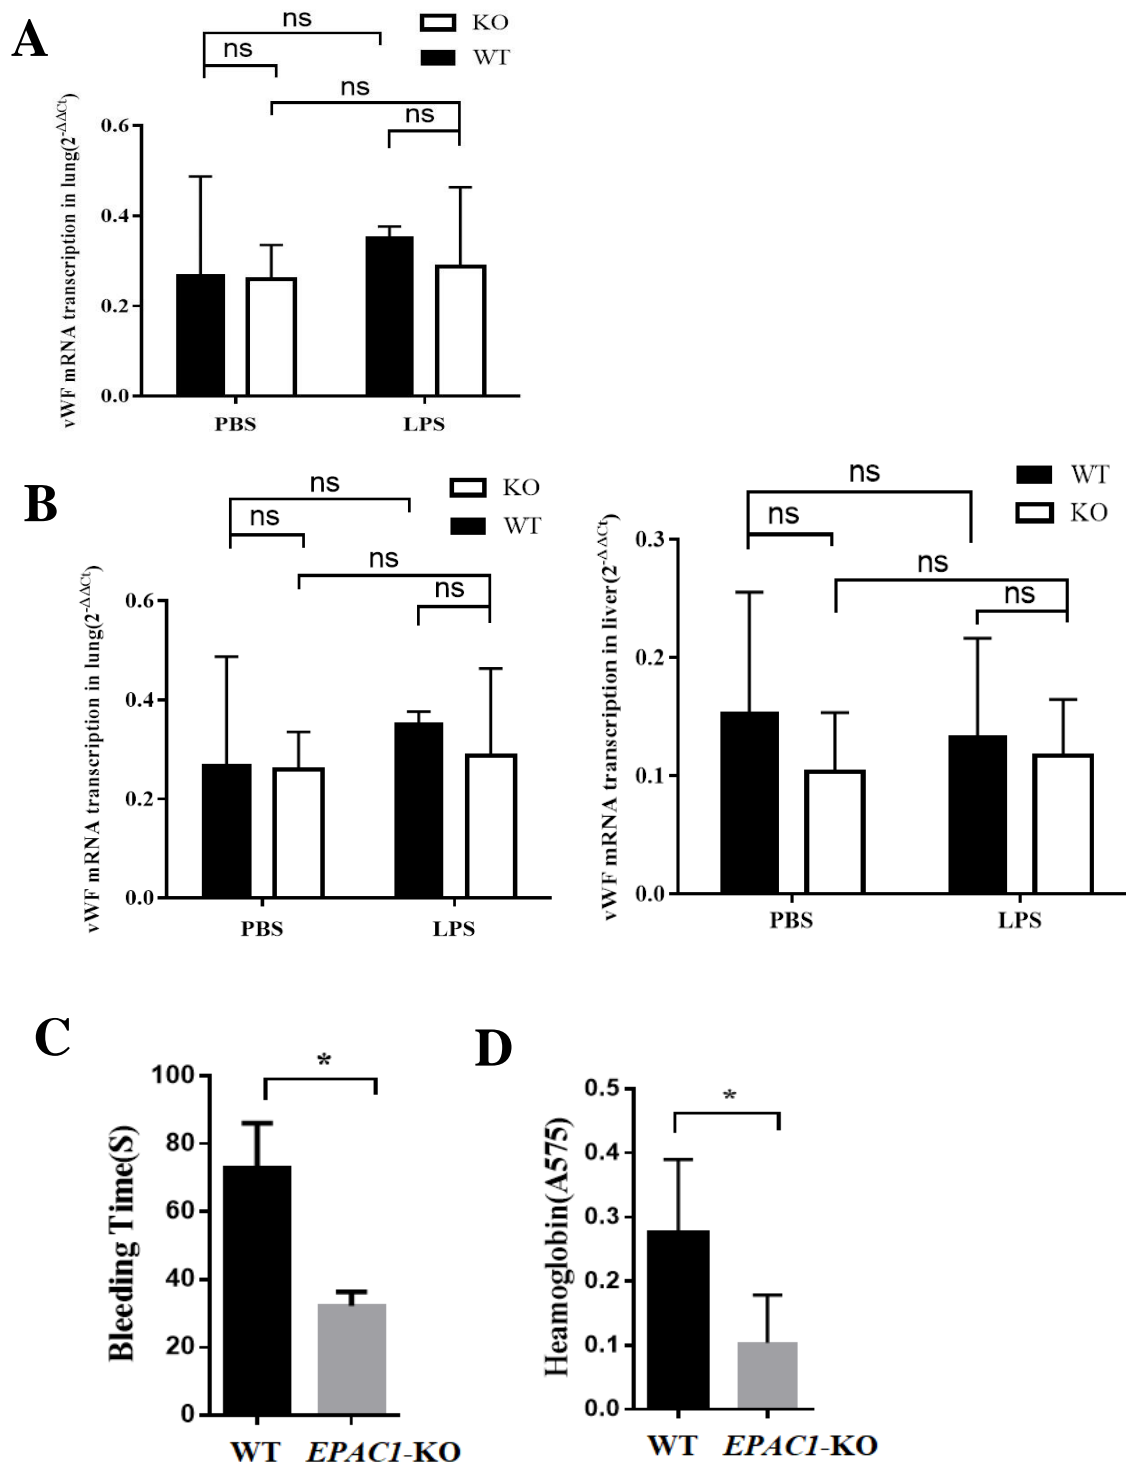 A
ns
ns
ns
ns
KO
WT
vWF mRNA transcription in lung(2-ΔΔCt)
0.6
0.4
0.2
0.0
PBS
LPS
B
ns
ns
ns
ns
KO
WT
vWF mRNA transcription in lung(2-ΔΔCt)
0.6
0.4
0.2
0.0
PBS
LPS
ns
ns
ns
ns
WT
KO
vWF mRNA transcription in liver(2-ΔΔCt)
0.3
0.2
0.1
0.0
PBS
LPS
C
*
Bleeding Time(S)
100
80
60
40
20
0
WT
EPAC1-KO
D
*
Heamoglobin(A575)
0.5
0.4
0.3
0.2
0.1
0.0
WT
EPAC1-KO